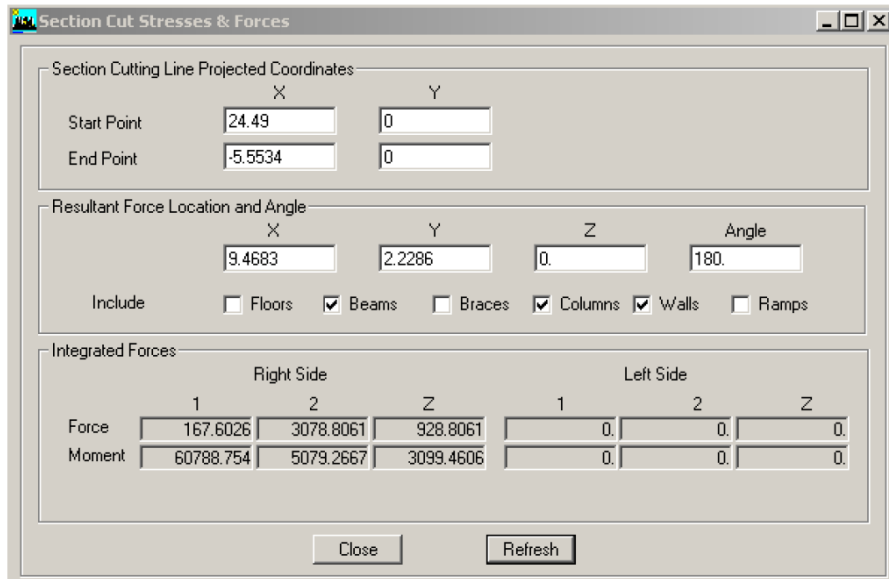 Section Cut Stresses & Forces
Section Cutting Line Projected Coordinates
X Y
Start Point 24.49 0
End Point -5.5534 0
Resultant Force Location and Angle
X Y Z Angle
9.4683 2.2286 0. 180.
Include Floors Beams Braces Columns Walls Ramps
Integrated Forces
Right Side Left Side
1 2 Z 1 2 Z
Force 167.6026 3078.8061 928.8061 0. 0. 0.
Moment 60788.754 5079.2667 3099.4606 0. 0. 0.
Close Refresh